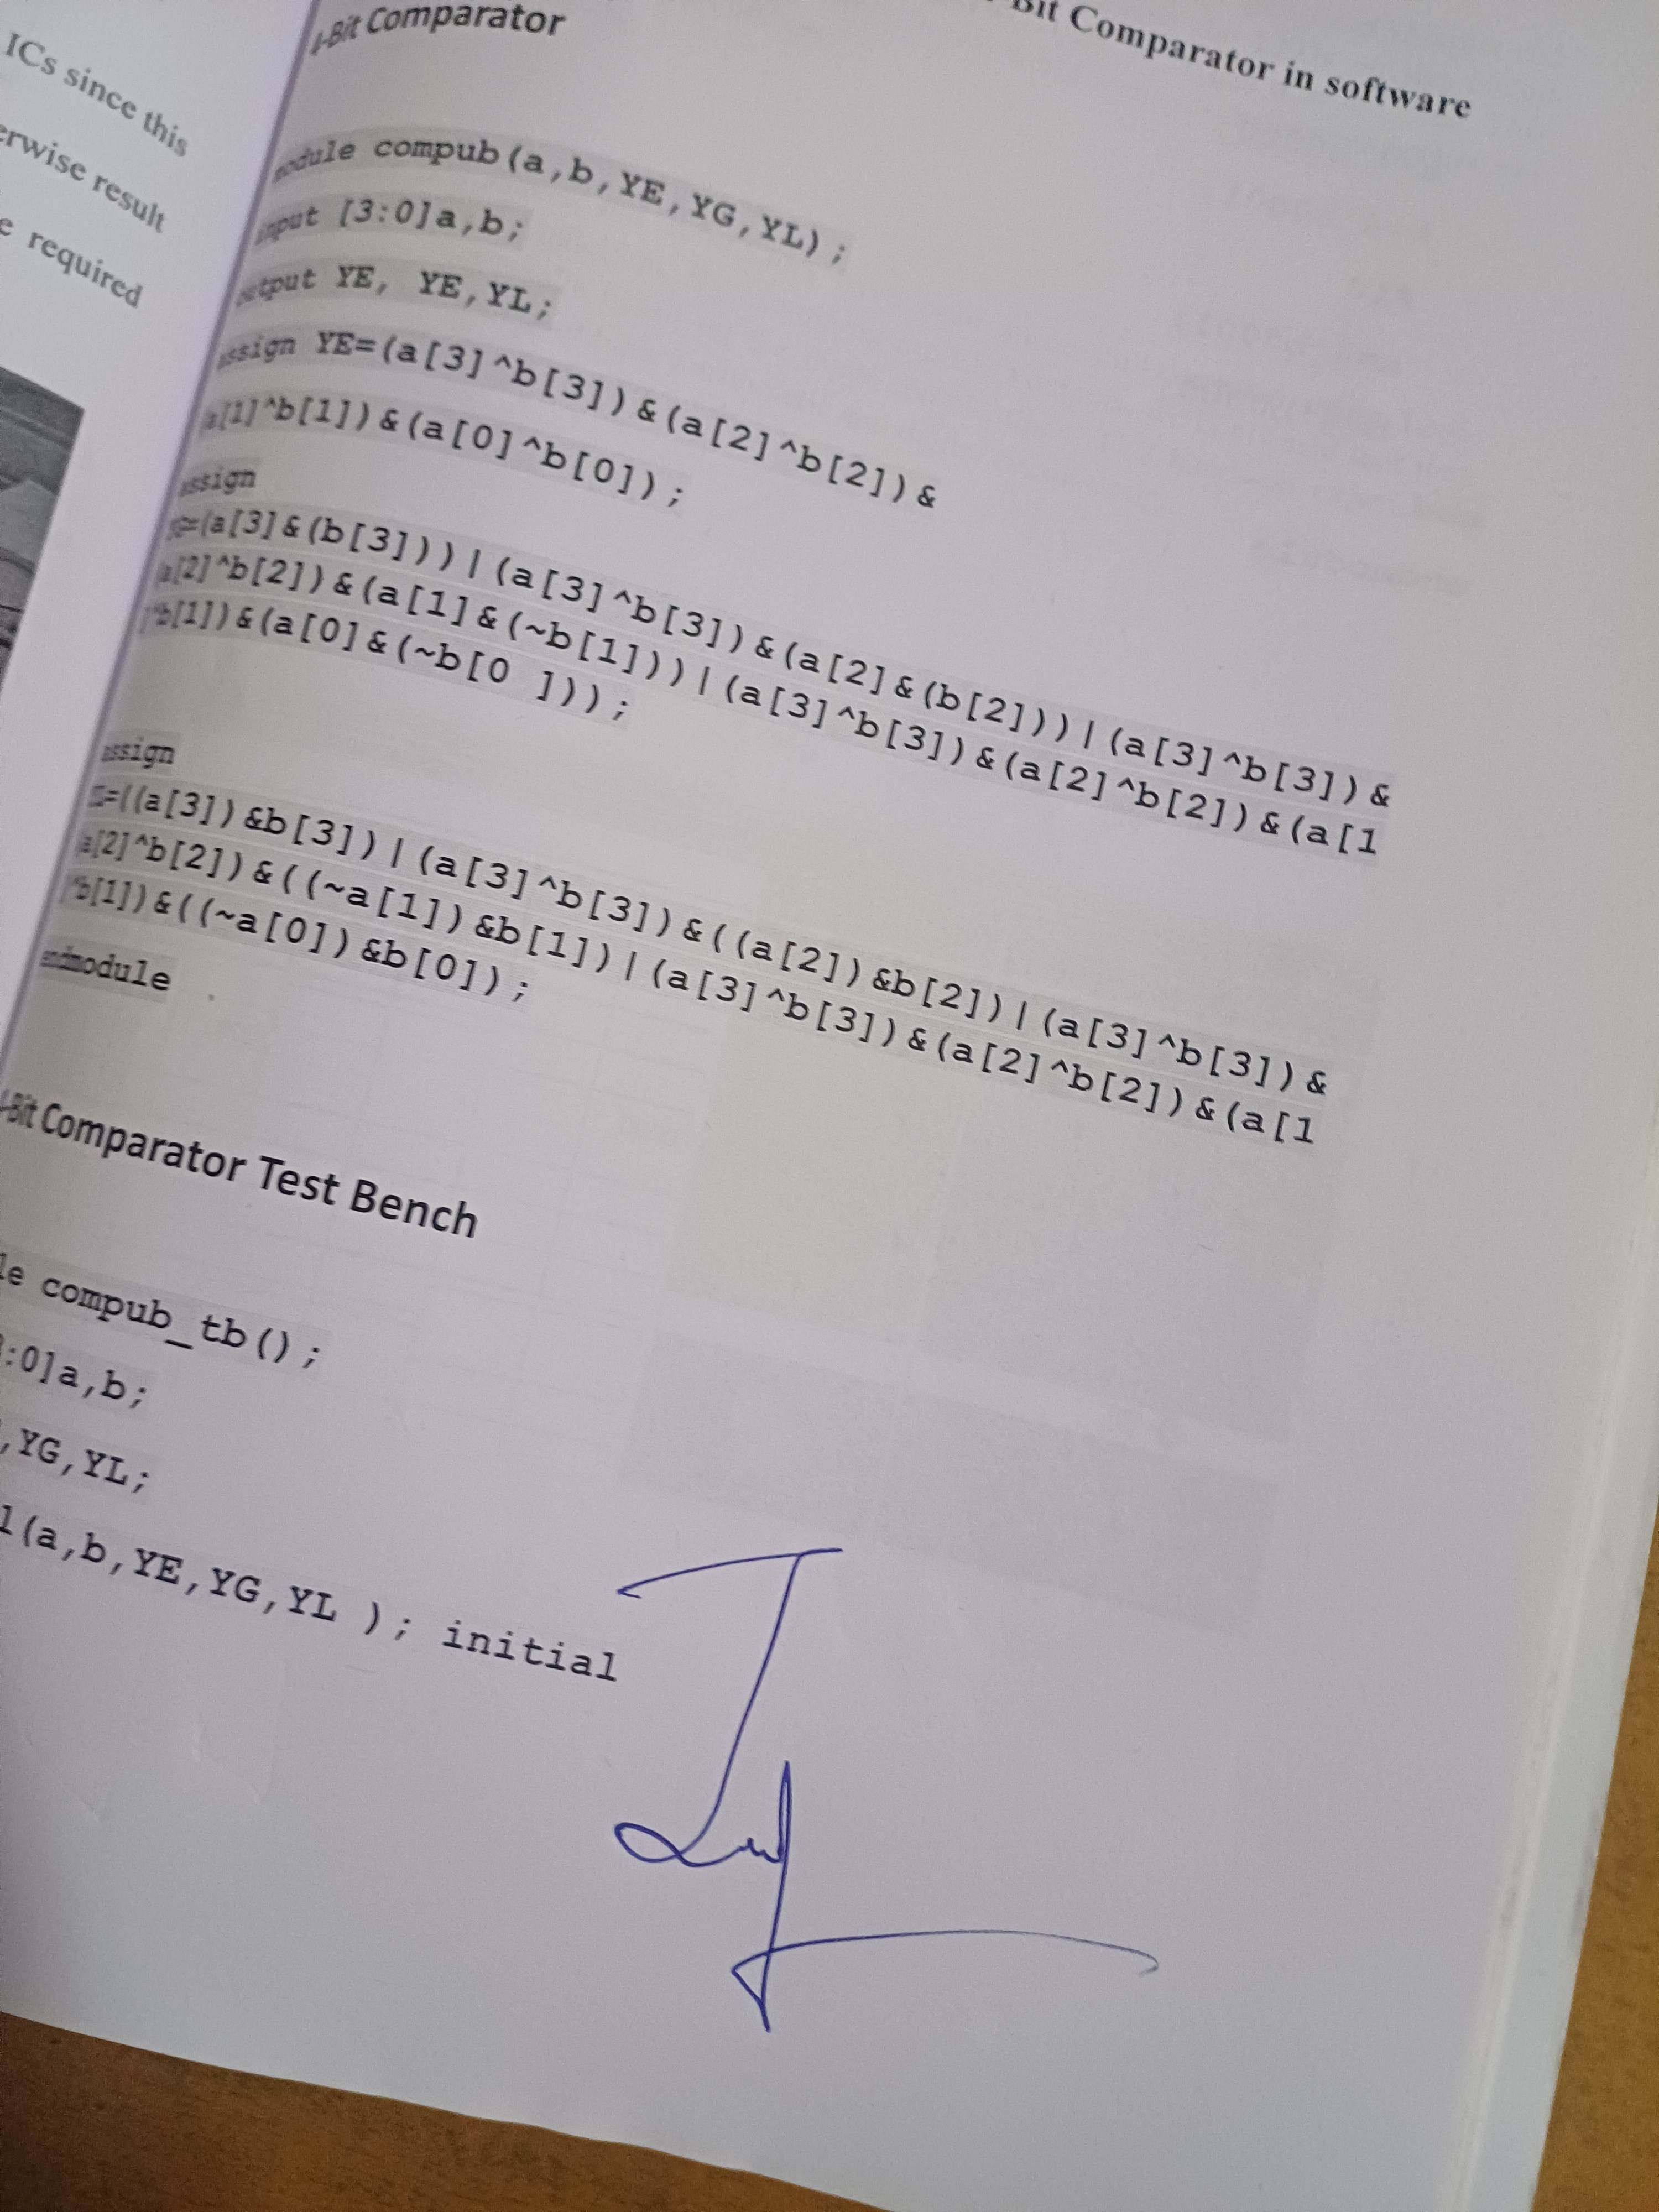 ICs since this
erwise result
e required
4-Bit Comparator
Bit Comparator in software
module compub(a,b,YE,YG,YL);
input [3:0]a,b;
output YE, YE,YL;
assign YE=(a[3]^b[3])&(a[2]^b[2])&
(a[1]^b[1])&(a[0]^b[0]);
assign
YG=(a[3]&(b[3]))|(a[3]^b[3])&(a[2]&(b[2]))|(a[3]^b[3])&
(a[2]^b[2])&(a[1]&(~b[1]))|(a[3]^b[3])&(a[2]^b[2])&(a[1
]^b[1])&(a[0]&(~b[0 ]));
assign
YL=((a[3])&b[3])|(a[3]^b[3])&((a[2])&b[2])|(a[3]^b[3])&
(a[2]^b[2])&((~a[1])&b[1])|(a[3]^b[3])&(a[2]^b[2])&(a[1
]^b[1])&((~a[0])&b[0]);
endmodule
4-Bit Comparator Test Bench
le compub_tb();
:0]a,b;
,YG,YL;
1(a,b,YE,YG,YL ); initial